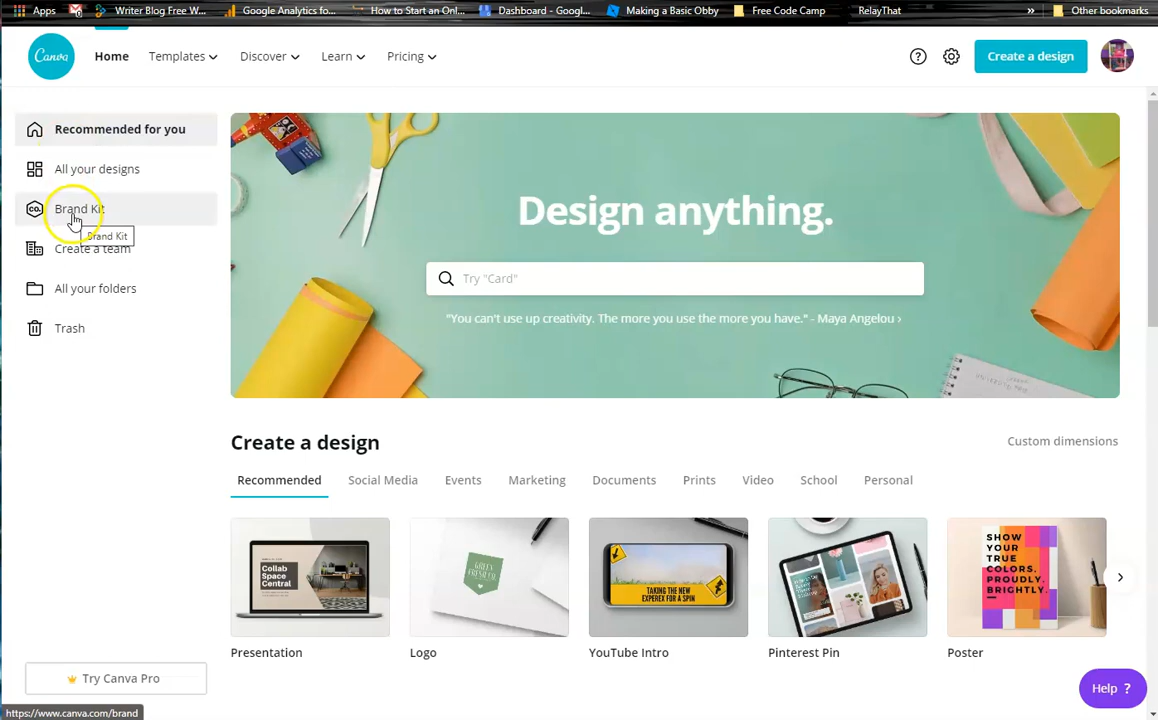 Apps
Writer Blog Free W...
Google Analytics fo...
How to Start an Onl...
Dashboard - Googl...
Making a Basic Obby
Free Code Camp
RelayThat
»
Other bookmarks
Canva
Home
Templates
Discover
Learn
Pricing
?
Create a design
Recommended for you
All your designs
CO.
Brand Kit
Brand Kit
Create a team
All your folders
Trash
Design anything.
Try "Card"
"You can't use up creativity. The more you use the more you have." - Maya Angelou ›
Create a design
Custom dimensions
Recommended
Social Media
Events
Marketing
Documents
Prints
Video
School
Personal
Collab
Space
Central
GREEN
FRESH CO.
TAKING THE NEW
EXPEREX FOR A SPIN
SHOW
YOUR
TRUE
COLORS.
PROUDLY.
BRIGHTLY.
Presentation
Logo
YouTube Intro
Pinterest Pin
Poster
Try Canva Pro
Help ?
https://www.canva.com/brand